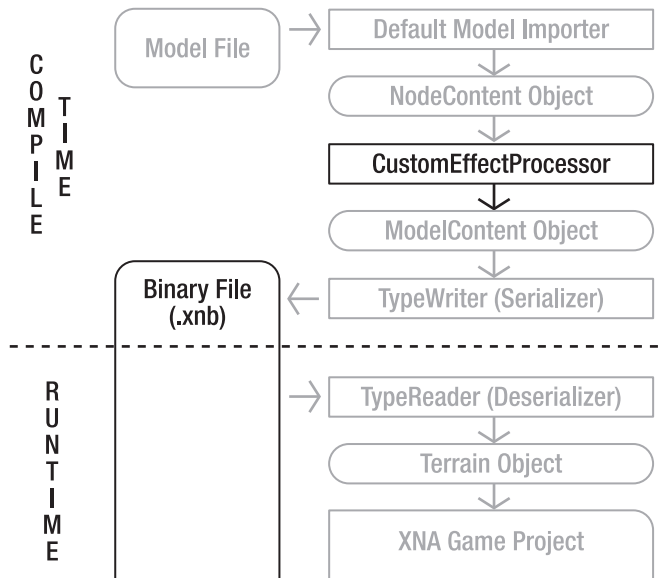 COMPILE
TIME
Model File
Default Model Importer
NodeContent Object
CustomEffectProcessor
ModelContent Object
Binary File
(.xnb)
TypeWriter (Serializer)
RUNTIME
TypeReader (Deserializer)
Terrain Object
XNA Game Project